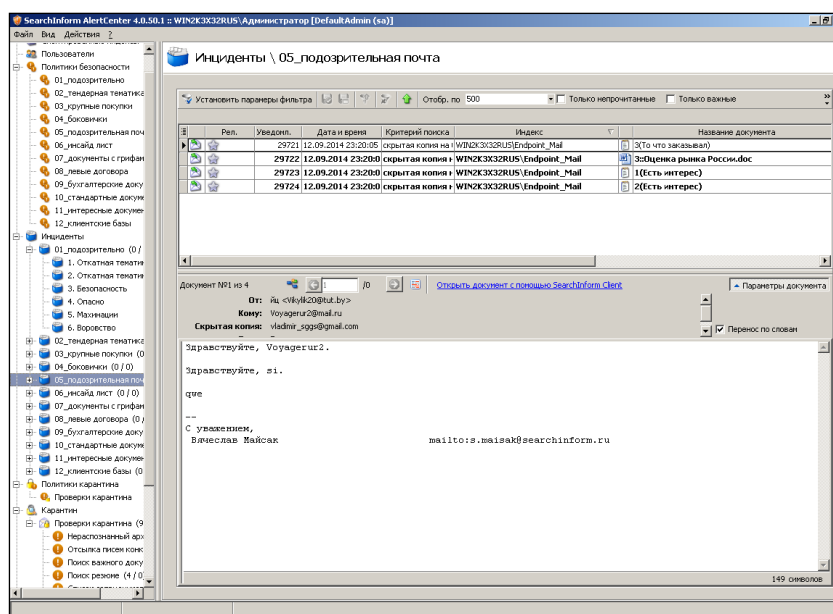 SearchInform AlertCenter 4.0.50.1 :: WIN2K3X32RUS\Администратор [DefaultAdmin (sa)]
Файл Вид Действия ?
Пользователи
Политики безопасности
01_подозрительно
02_тендерная тематика
03_крупные покупки
04_боковички
05_подозрительная поч
06_инсайд лист
07_документы с грифам
08_левые договора
09_бухгалтерские доку
10_стандартные докуме
11_интересные докумен
12_клиентские базы
Инциденты
01_подозрительно (0 /
1. Откатная темати
2. Откатная темати
3. Безопасность
4. Опасно
5. Махинации
6. Воровство
02_тендерная тематика
03_крупные покупки (0
04_боковички (0 / 0)
05_подозрительная поч
06_инсайд лист (0 / 0)
07_документы с грифам
08_левые договора (0 /
09_бухгалтерские доку
10_стандартные докуме
11_интересные докумен
12_клиентские базы (0
Политики карантина
Проверки карантина
Карантин
Проверки карантина (9
Нераспознанный арх
Отсылка писем конк
Поиск важного доку
Поиск резюме (4 / 0)
Инциденты \ 05_подозрительная почта
Установить парамеры фильтра
Отобр. по 500
Только непрочитанные
Только важные
Рел. Уведомл. Дата и время Критерий поиска Индекс Название документа
29721 12.09.2014 23:20:05 скрытая копия на WIN2K3X32RUS\Endpoint_Mail 3(То что заказывал)
29722 12.09.2014 23:20:0 скрытая копия н WIN2K3X32RUS\Endpoint_Mail 3::Оценка рынка России.doc
29723 12.09.2014 23:20:0 скрытая копия н WIN2K3X32RUS\Endpoint_Mail 1(Есть интерес)
29724 12.09.2014 23:20:0 скрытая копия н WIN2K3X32RUS\Endpoint_Mail 2(Есть интерес)
Документ №1 из 4
1 /0
Открыть документ с помощью SearchInform Client
Параметры документа
От: йц <Vikylik20@tut.by>
Кому: Voyagerur2@mail.ru
Скрытая копия: vladimir_sggs@gmail.com
Перенос по словам
Здравствуйте, Voyagerur2.
Здравствуйте, si.
qwe
--
С уважением,
Вячеслав Майсак mailto:s.maisak@searchinform.ru
149 символов